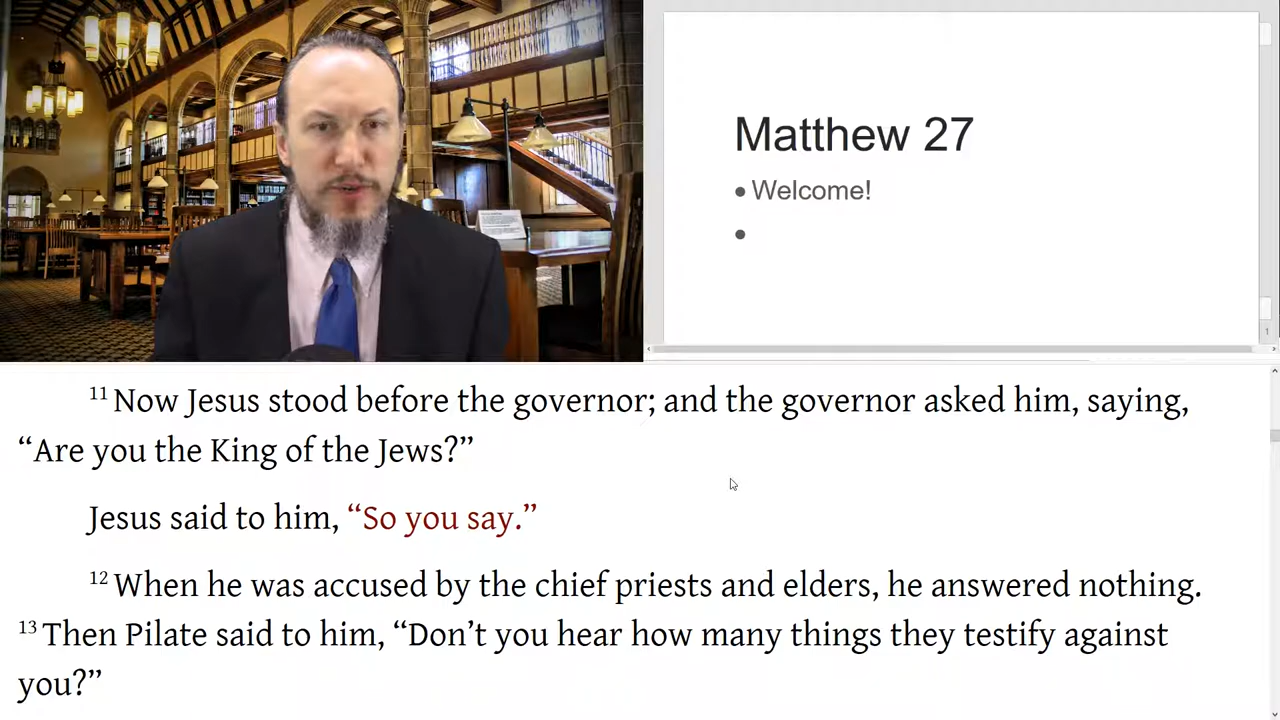 Matthew 27
• Welcome!
•
1
11 Now Jesus stood before the governor; and the governor asked him, saying,
“Are you the King of the Jews?”
Jesus said to him, “So you say.”
12 When he was accused by the chief priests and elders, he answered nothing.
13 Then Pilate said to him, “Don’t you hear how many things they testify against
you?”